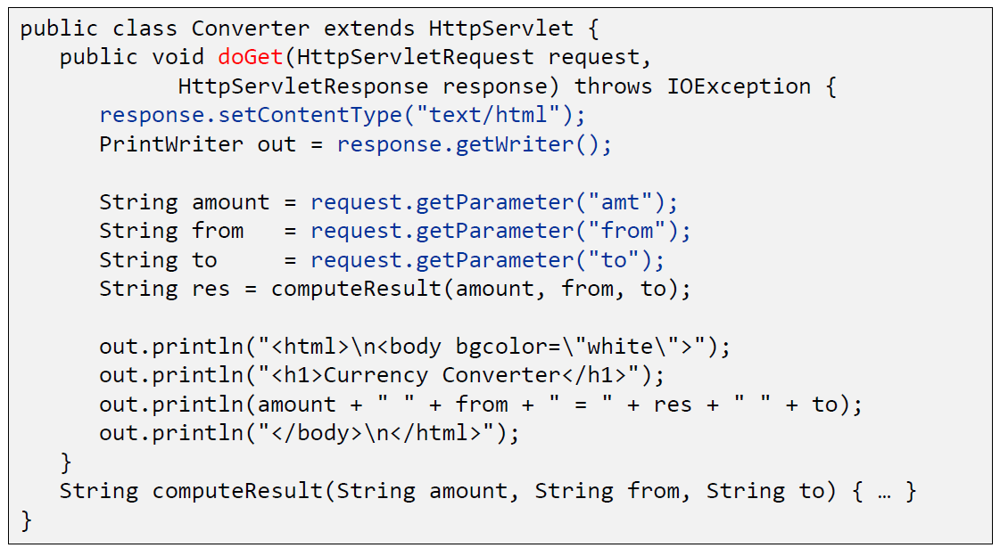 public class Converter extends HttpServlet {
   public void doGet(HttpServletRequest request,
            HttpServletResponse response) throws IOException {
      response.setContentType("text/html");
      PrintWriter out = response.getWriter();

      String amount = request.getParameter("amt");
      String from   = request.getParameter("from");
      String to     = request.getParameter("to");
      String res = computeResult(amount, from, to);

      out.println("<html>\n<body bgcolor=\"white\">");
      out.println("<h1>Currency Converter</h1>");
      out.println(amount + " " + from + " = " + res + " " + to);
      out.println("</body>\n</html>");
   }
   String computeResult(String amount, String from, String to) { … }
}